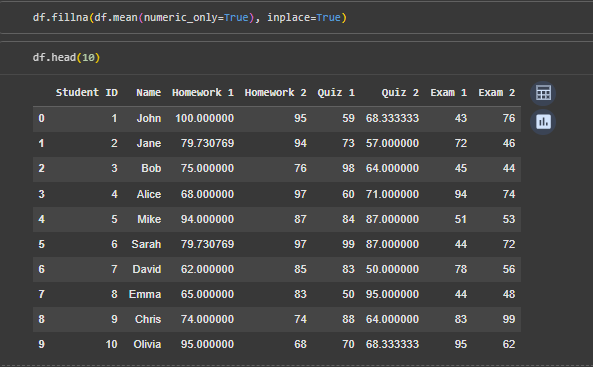 df.fillna(df.mean(numeric_only=True), inplace=True)
df.head(10)
Student ID Name Homework 1 Homework 2 Quiz 1 Quiz 2 Exam 1 Exam 2
0 1 John 100.000000 95 59 68.333333 43 76
1 2 Jane 79.730769 94 73 57.000000 72 46
2 3 Bob 75.000000 76 98 64.000000 45 44
3 4 Alice 68.000000 97 60 71.000000 94 74
4 5 Mike 94.000000 87 84 87.000000 51 53
5 6 Sarah 79.730769 97 99 87.000000 44 72
6 7 David 62.000000 85 83 50.000000 78 56
7 8 Emma 65.000000 83 50 95.000000 44 48
8 9 Chris 74.000000 74 88 64.000000 83 99
9 10 Olivia 95.000000 68 70 68.333333 95 62